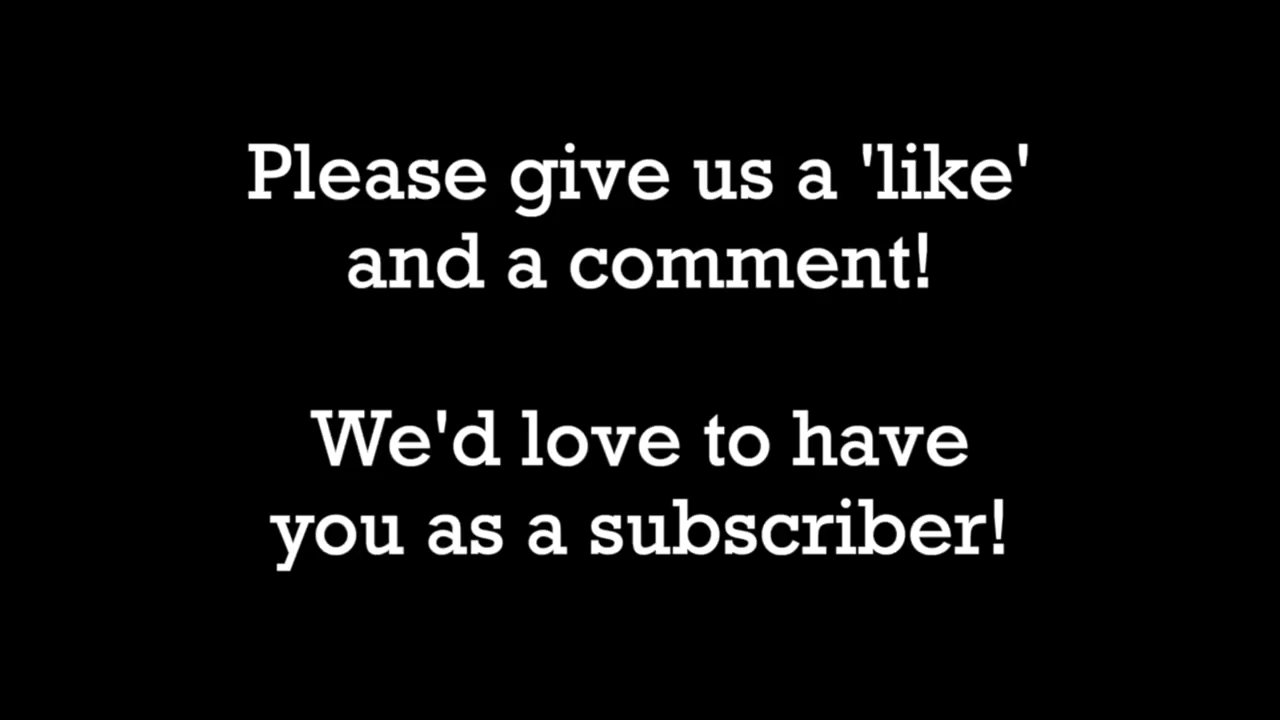 Please give us a 'like'
and a comment!
We'd love to have
you as a subscriber!